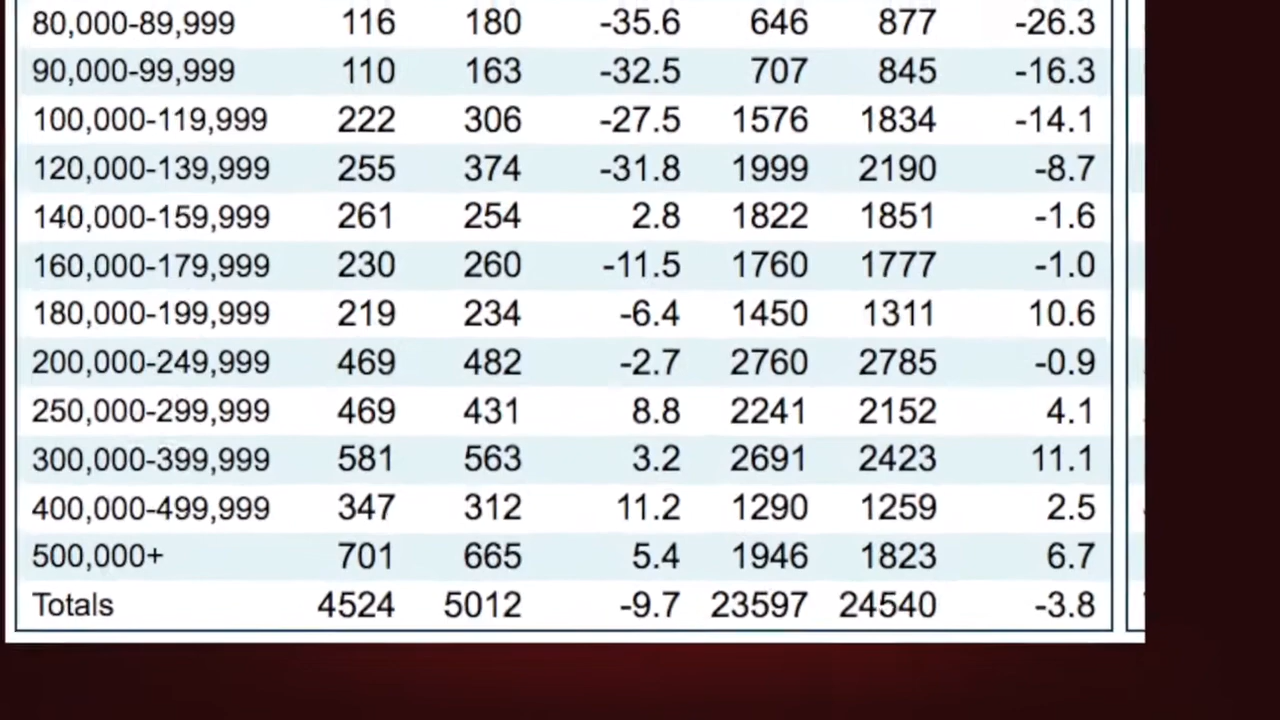 80,000-89,999 116 180 -35.6 646 877 -26.3
90,000-99,999 110 163 -32.5 707 845 -16.3
100,000-119,999 222 306 -27.5 1576 1834 -14.1
120,000-139,999 255 374 -31.8 1999 2190 -8.7
140,000-159,999 261 254 2.8 1822 1851 -1.6
160,000-179,999 230 260 -11.5 1760 1777 -1.0
180,000-199,999 219 234 -6.4 1450 1311 10.6
200,000-249,999 469 482 -2.7 2760 2785 -0.9
250,000-299,999 469 431 8.8 2241 2152 4.1
300,000-399,999 581 563 3.2 2691 2423 11.1
400,000-499,999 347 312 11.2 1290 1259 2.5
500,000+ 701 665 5.4 1946 1823 6.7
Totals 4524 5012 -9.7 23597 24540 -3.8